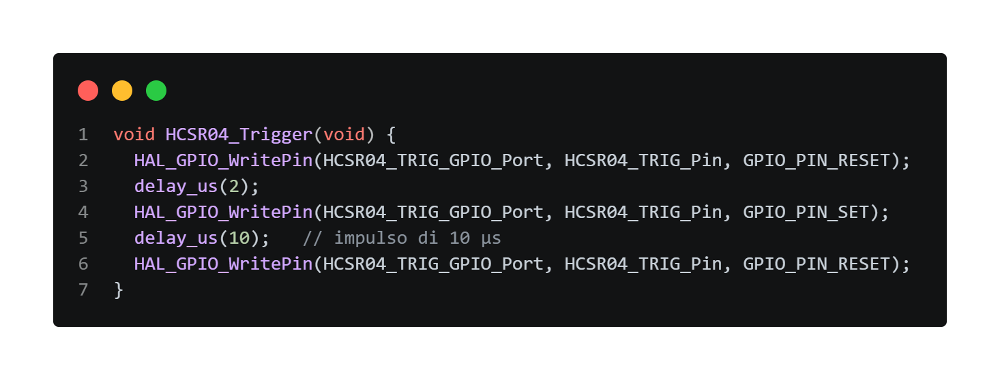 1 void HCSR04_Trigger(void) {
2   HAL_GPIO_WritePin(HCSR04_TRIG_GPIO_Port, HCSR04_TRIG_Pin, GPIO_PIN_RESET);
3   delay_us(2);
4   HAL_GPIO_WritePin(HCSR04_TRIG_GPIO_Port, HCSR04_TRIG_Pin, GPIO_PIN_SET);
5   delay_us(10);   // impulso di 10 µs
6   HAL_GPIO_WritePin(HCSR04_TRIG_GPIO_Port, HCSR04_TRIG_Pin, GPIO_PIN_RESET);
7 }